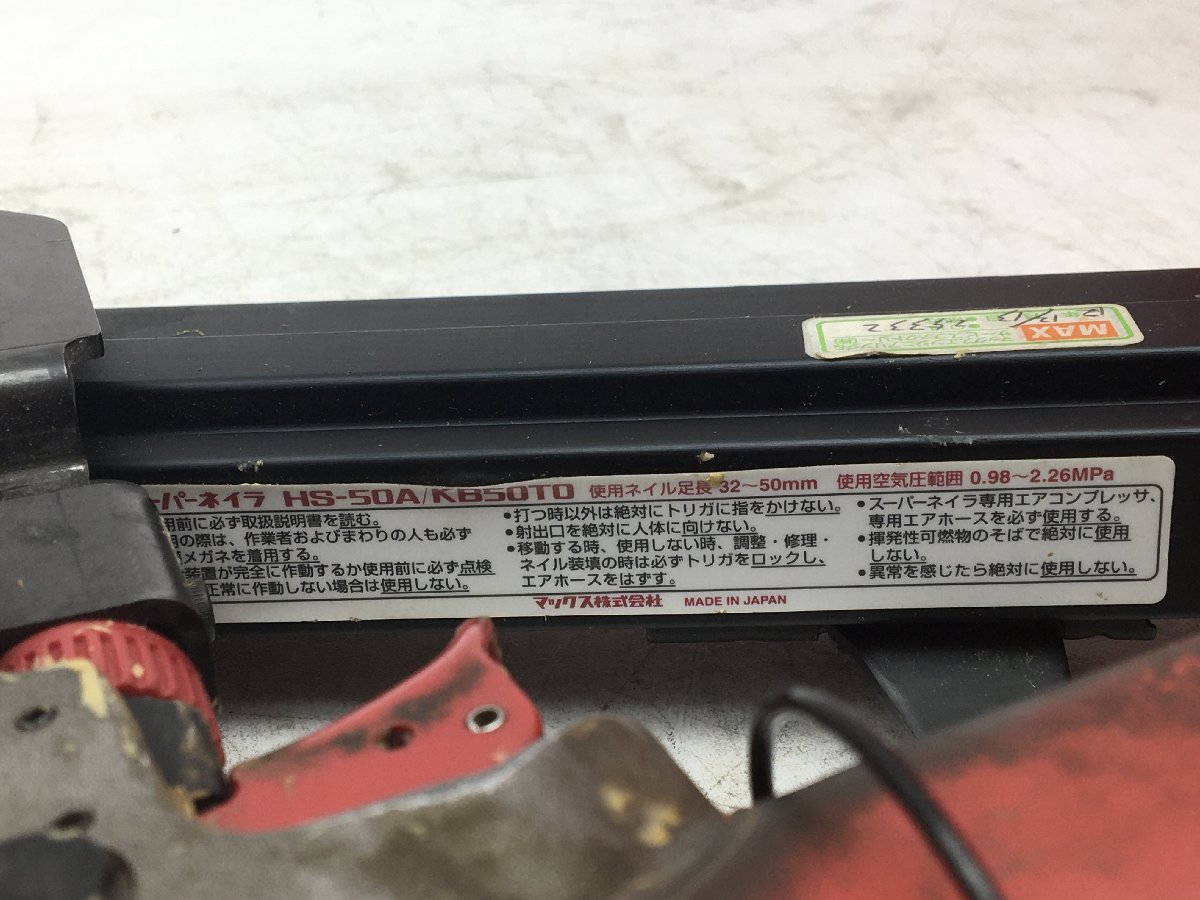 MAX
25332
ーパーネイラ HS-50A/KB50T0 使用ネイル足長 32～50mm 使用空気圧範囲 0.98～2.26MPa
用前に必ず取扱説明書を読む。
の際は、作業者およびまわりの人も必ず
メガネを着用する。
装置が完全に作動するか使用前に必ず点検
正常に作動しない場合は使用しない。
•打つ時以外は絶対にトリガに指をかけない。
•射出口を絶対に人体に向けない。
•移動する時、使用しない時、調整・修理・
ネイル装填の時は必ずトリガをロックし、
エアホースをはずす。
•スーパーネイラ専用エアコンプレッサ、
専用エアホースを必ず使用する。
•揮発性可燃物のそばで絶対に使用
しない。
•異常を感じたら絶対に使用しない。
マックス株式会社 MADE IN JAPAN